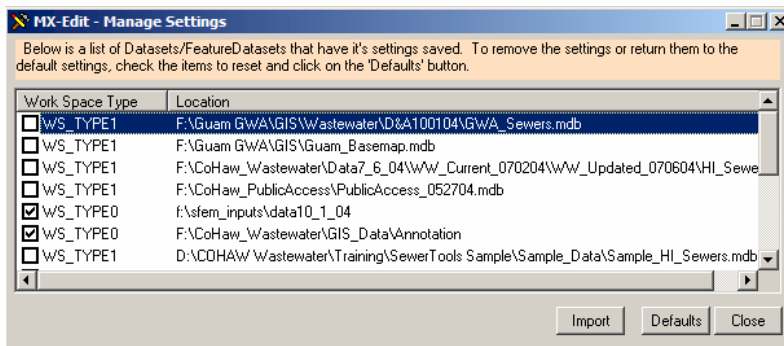 MX-Edit - Manage Settings
Below is a list of Datasets/FeatureDatasets that have it's settings saved. To remove the settings or return them to the
default settings, check the items to reset and click on the 'Defaults' button.
Work Space Type Location
WS_TYPE1 F:\Guam GWA\GIS\Wastewater\D&A100104\GWA_Sewers.mdb
WS_TYPE1 F:\Guam GWA\GIS\Guam_Basemap.mdb
WS_TYPE1 F:\CoHaw_Wastewater\Data7_6_04\WW_Current_070204\WW_Updated_070604\HI_Sewe
WS_TYPE1 F:\CoHaw_PublicAccess\PublicAccess_052704.mdb
WS_TYPE0 f:\sfem_inputs\data10_1_04
WS_TYPE0 F:\CoHaw_Wastewater\GIS_Data\Annotation
WS_TYPE1 D:\COHAW Wastewater\Training\SewerTools Sample\Sample_Data\Sample_HI_Sewers.mdb
Import Defaults Close